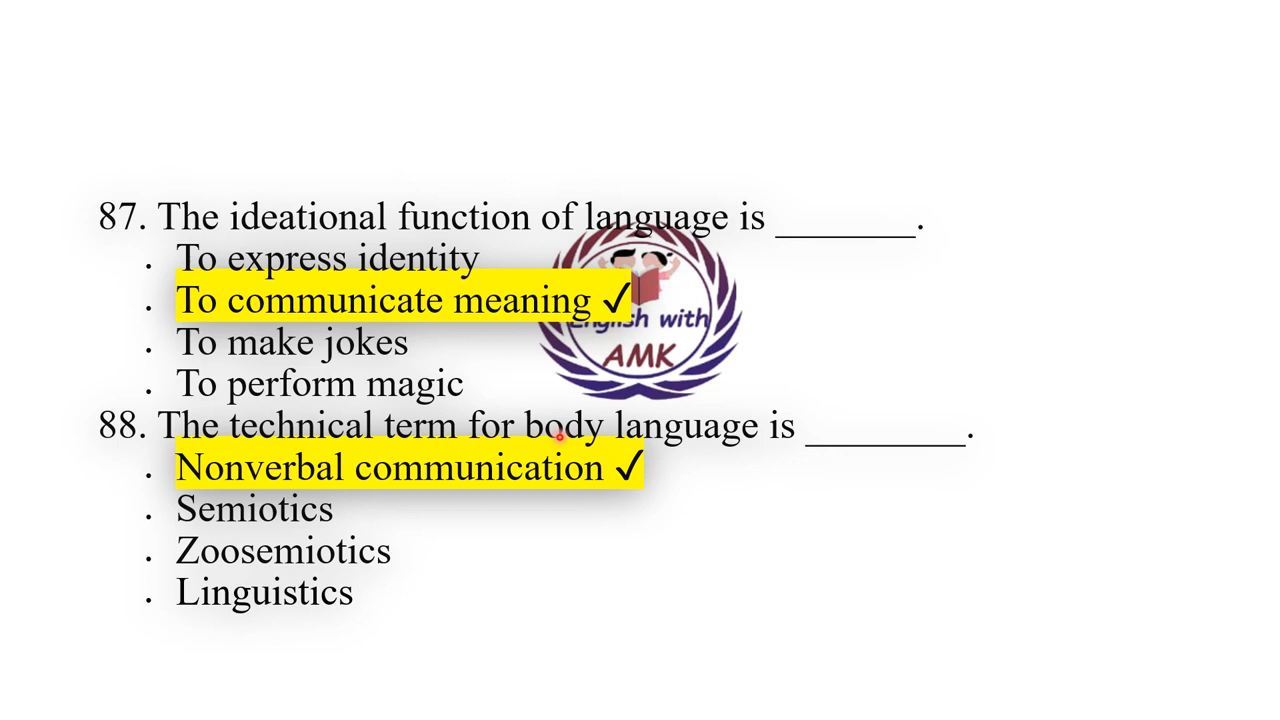 87. The ideational function of language is _______.
. To express identity
. To communicate meaning ✓
. To make jokes
. To perform magic
English with
AMK
88. The technical term for body language is ________.
. Nonverbal communication ✓
. Semiotics
. Zoosemiotics
. Linguistics